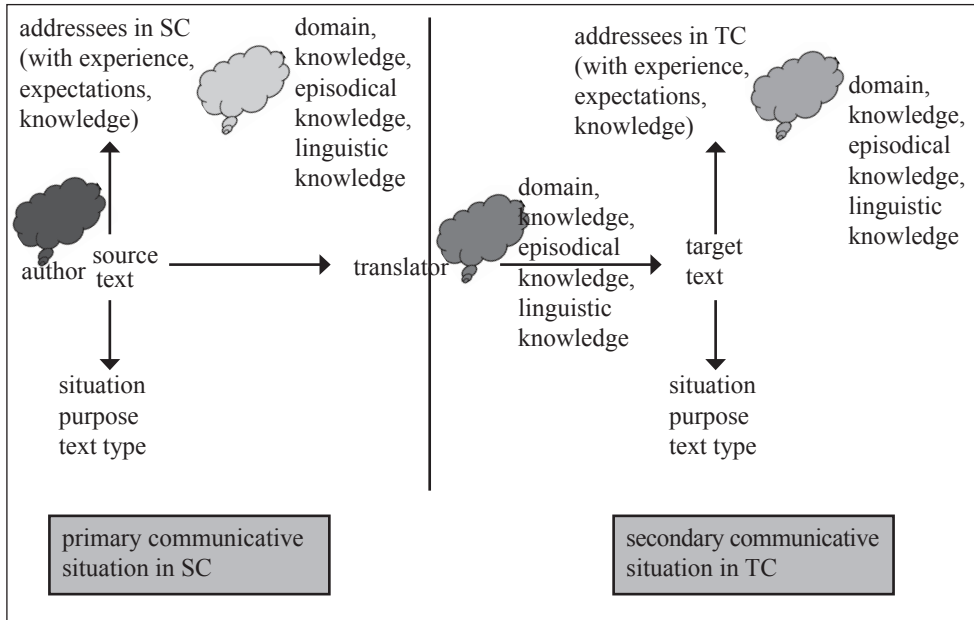 addressees in SC
(with experience,
expectations,
knowledge)
domain,
knowledge,
episodical
knowledge,
linguistic
knowledge
author
source
text
situation
purpose
text type
primary communicative
situation in SC
translator
domain,
knowledge,
episodical
knowledge,
linguistic
knowledge
addressees in TC
(with experience,
expectations,
knowledge)
domain,
knowledge,
episodical
knowledge,
linguistic
knowledge
target
text
situation
purpose
text type
secondary communicative
situation in TC